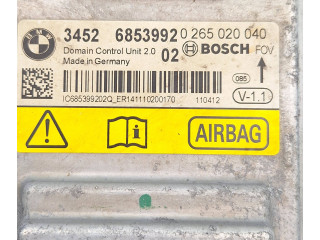 BMW
3452 6853992 0 265 020 040
Domain Control Unit 2.0 02 BOSCH FOV
Made in Germany
085
IC685399202Q_ER141110200170 110412 V-1.1
AIRBAG